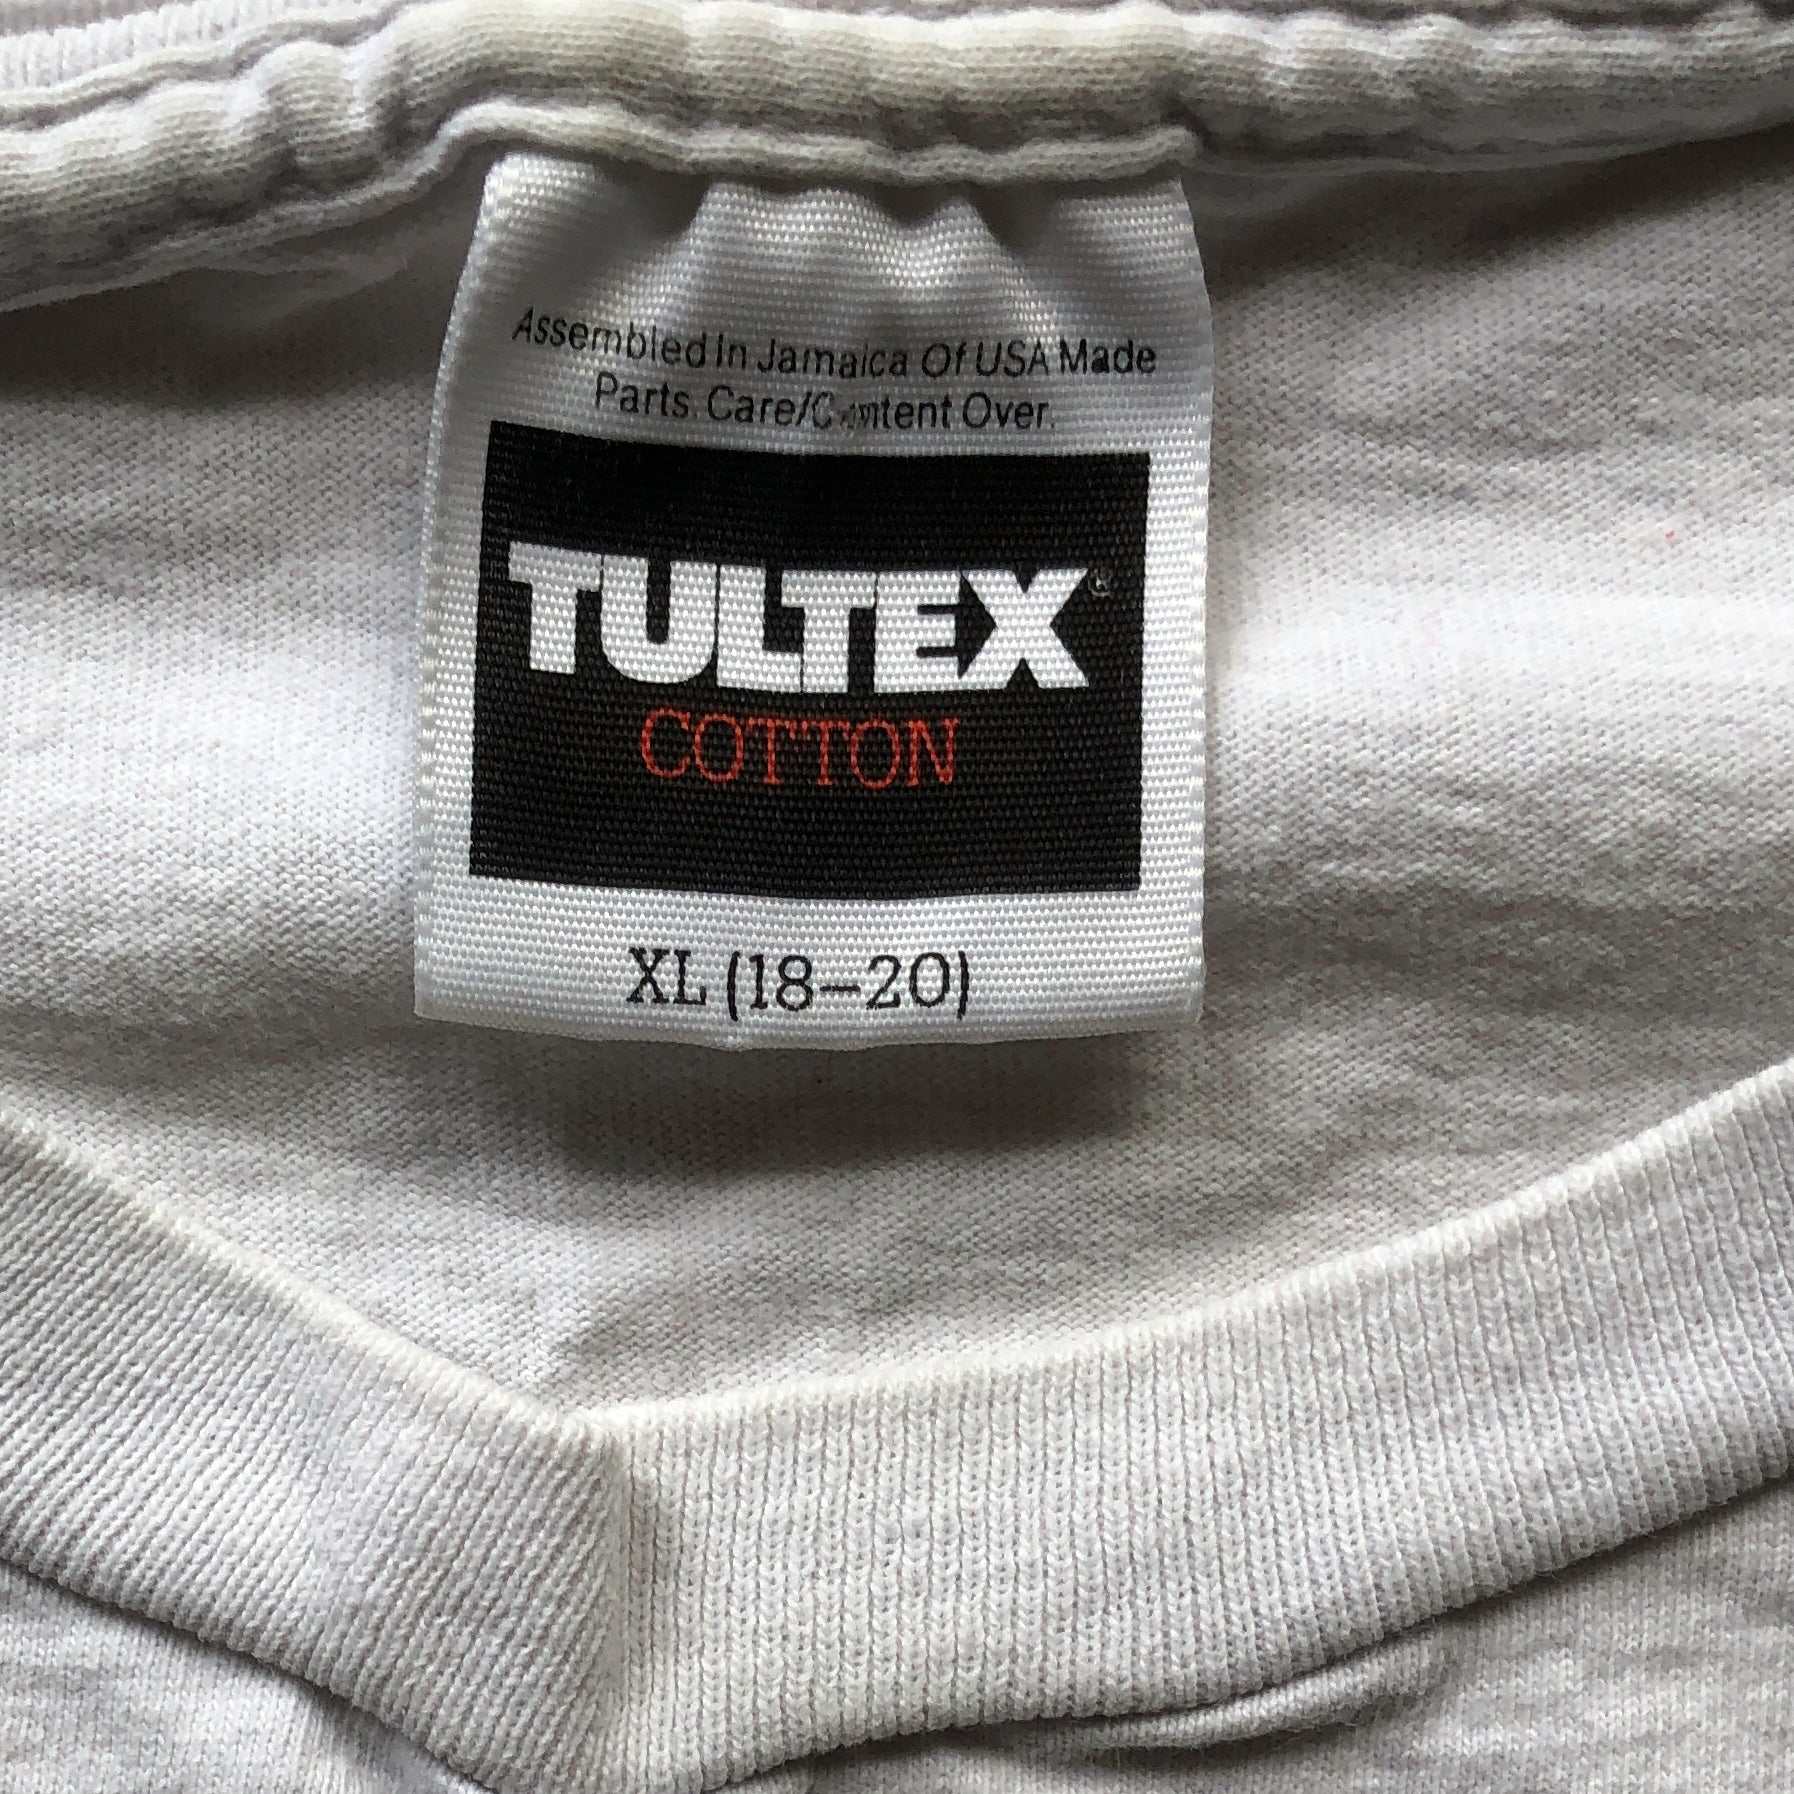 Assembled In Jamaica Of USA Made
Parts. Care/Content Over.
TULTEX®
COTTON
XL (18-20)